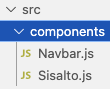 src
components
JS Navbar.js
JS Sisalto.js